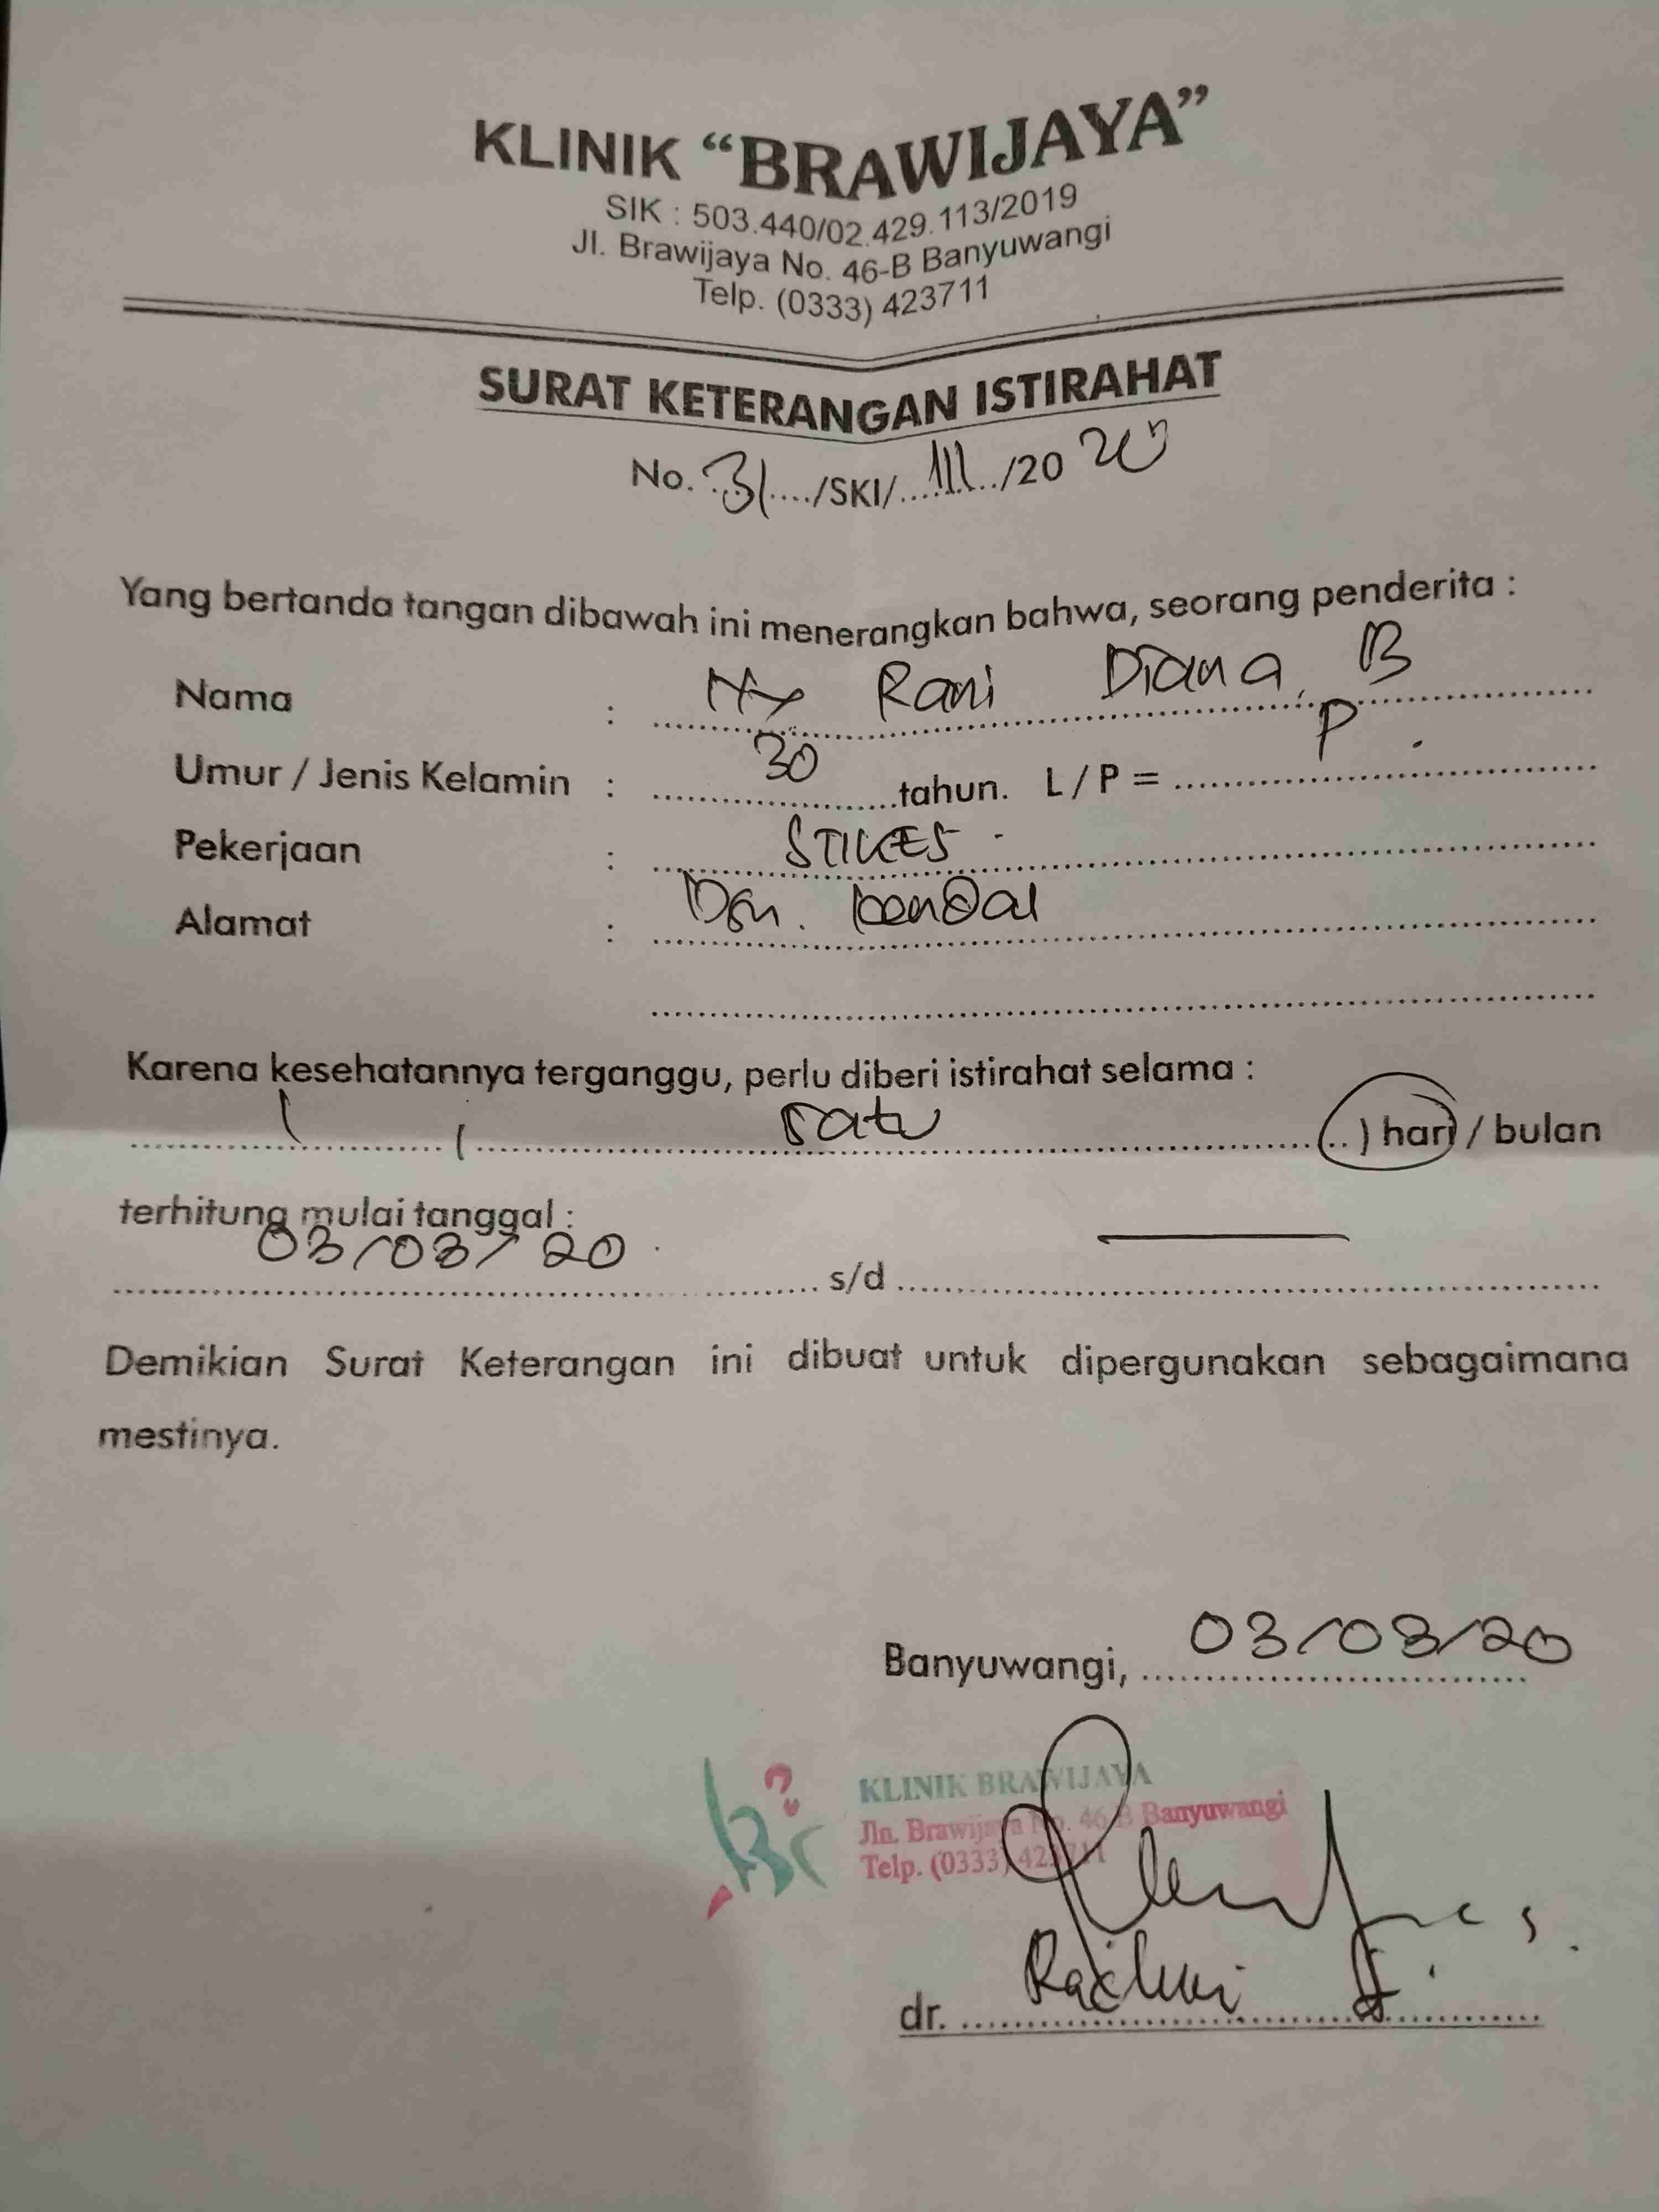 KLINIK “BRAWIJAYA”
SIK : 503.440/02.429.113/2019
Jl. Brawijaya No. 46-B Banyuwangi
Telp. (0333) 423711
SURAT KETERANGAN ISTIRAHAT
No. 31..../SKI/...III.../20 20
Yang bertanda tangan dibawah ini menerangkan bahwa, seorang penderita :
Nama : Ny Rani Diana. B
Umur / Jenis Kelamin : 30 tahun. L / P = P.
Pekerjaan : STIKES.
Alamat : Dsn.
Karena kesehatannya terganggu, perlu diberi istirahat selama :
1 ( satu ) hari / bulan
terhitung mulai tanggal :
03/03/20 s/d —
Demikian Surat Keterangan ini dibuat untuk dipergunakan sebagaimana
mestinya.
Banyuwangi, 03/03/20
KLINIK BRAWIJAYA
Jln. Brawijaya No. 46 B Banyuwangi
Telp. (0333) 423711
dr.